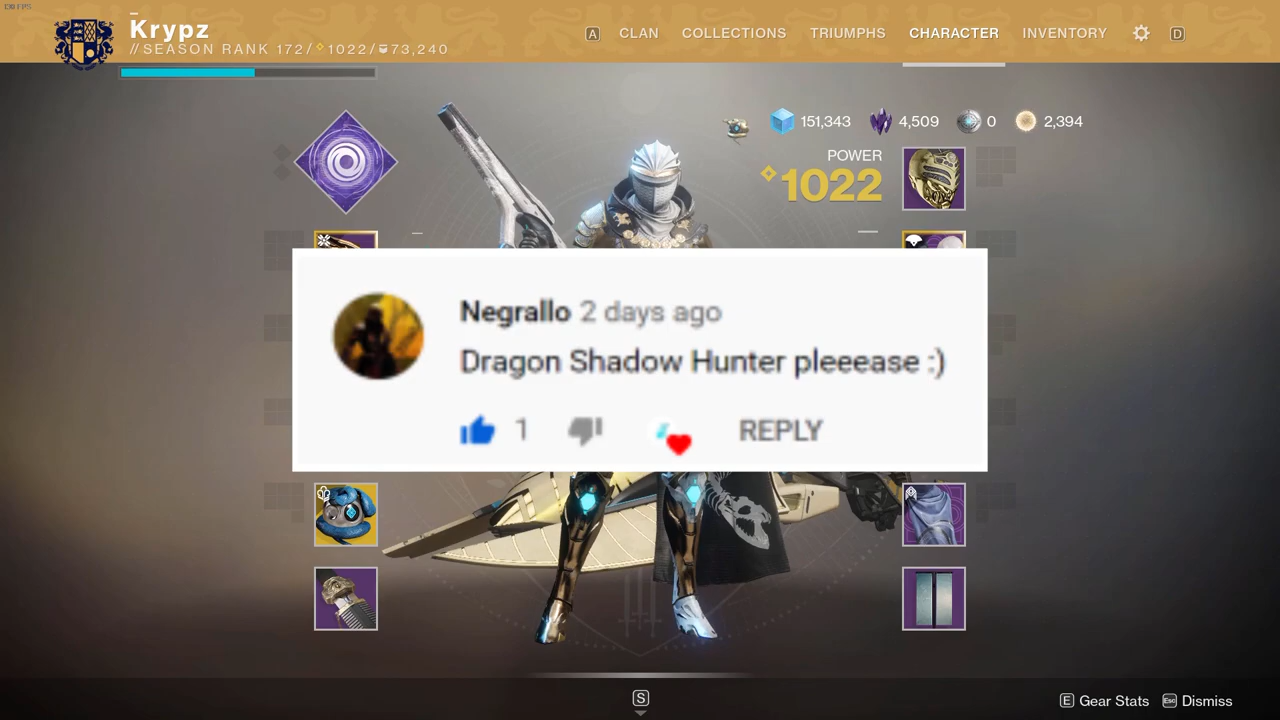 Krypz
//SEASON RANK 172/1022/73,240
A CLAN COLLECTIONS TRIUMPHS CHARACTER INVENTORY D
151,343 4,509 0 2,394
POWER
1022
Negrallo 2 days ago
Dragon Shadow Hunter pleeease :)
1 REPLY
S
E Gear Stats Esc Dismiss